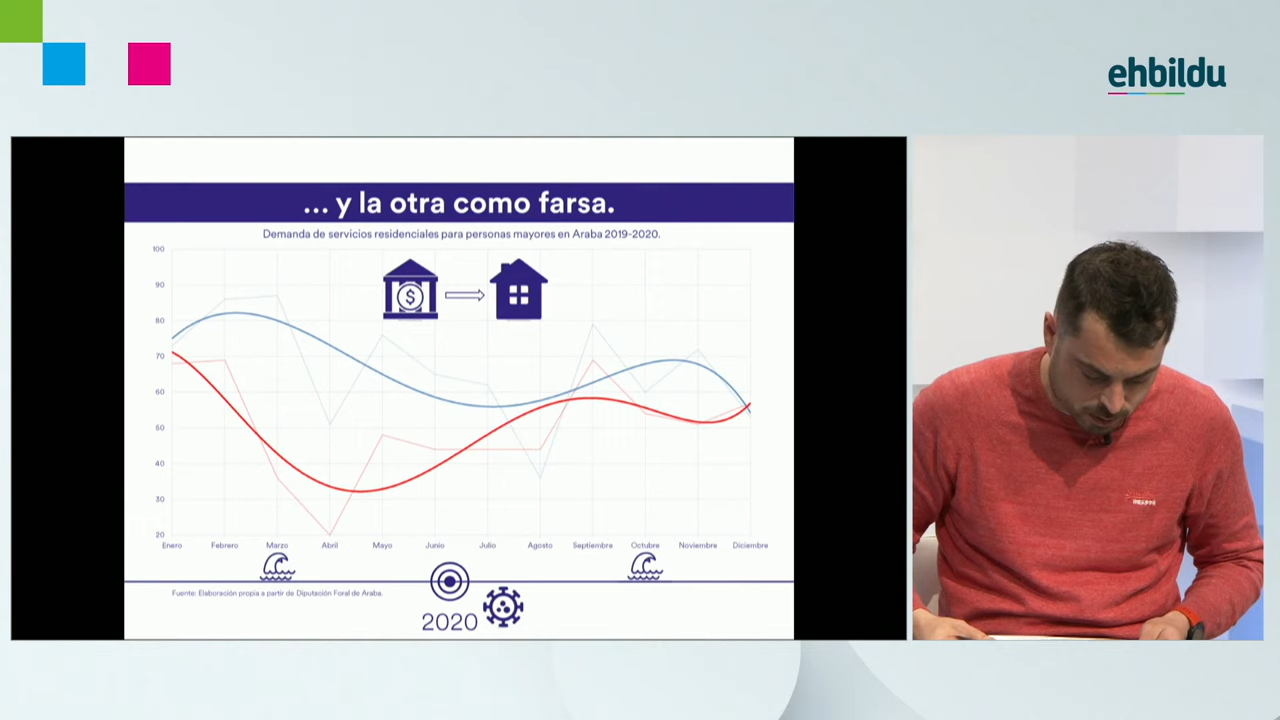 ehbildu
... y la otra como farsa.
Demanda de servicios residenciales para personas mayores en Araba 2019-2020.
100
90
80
$
70
60
50
40
30
20
Enero Febrero Marzo Abril Mayo Junio Julio Agosto Septiembre Octubre Noviembre Diciembre
Fuente: Elaboración propia a partir de Diputación Foral de Araba.
2020